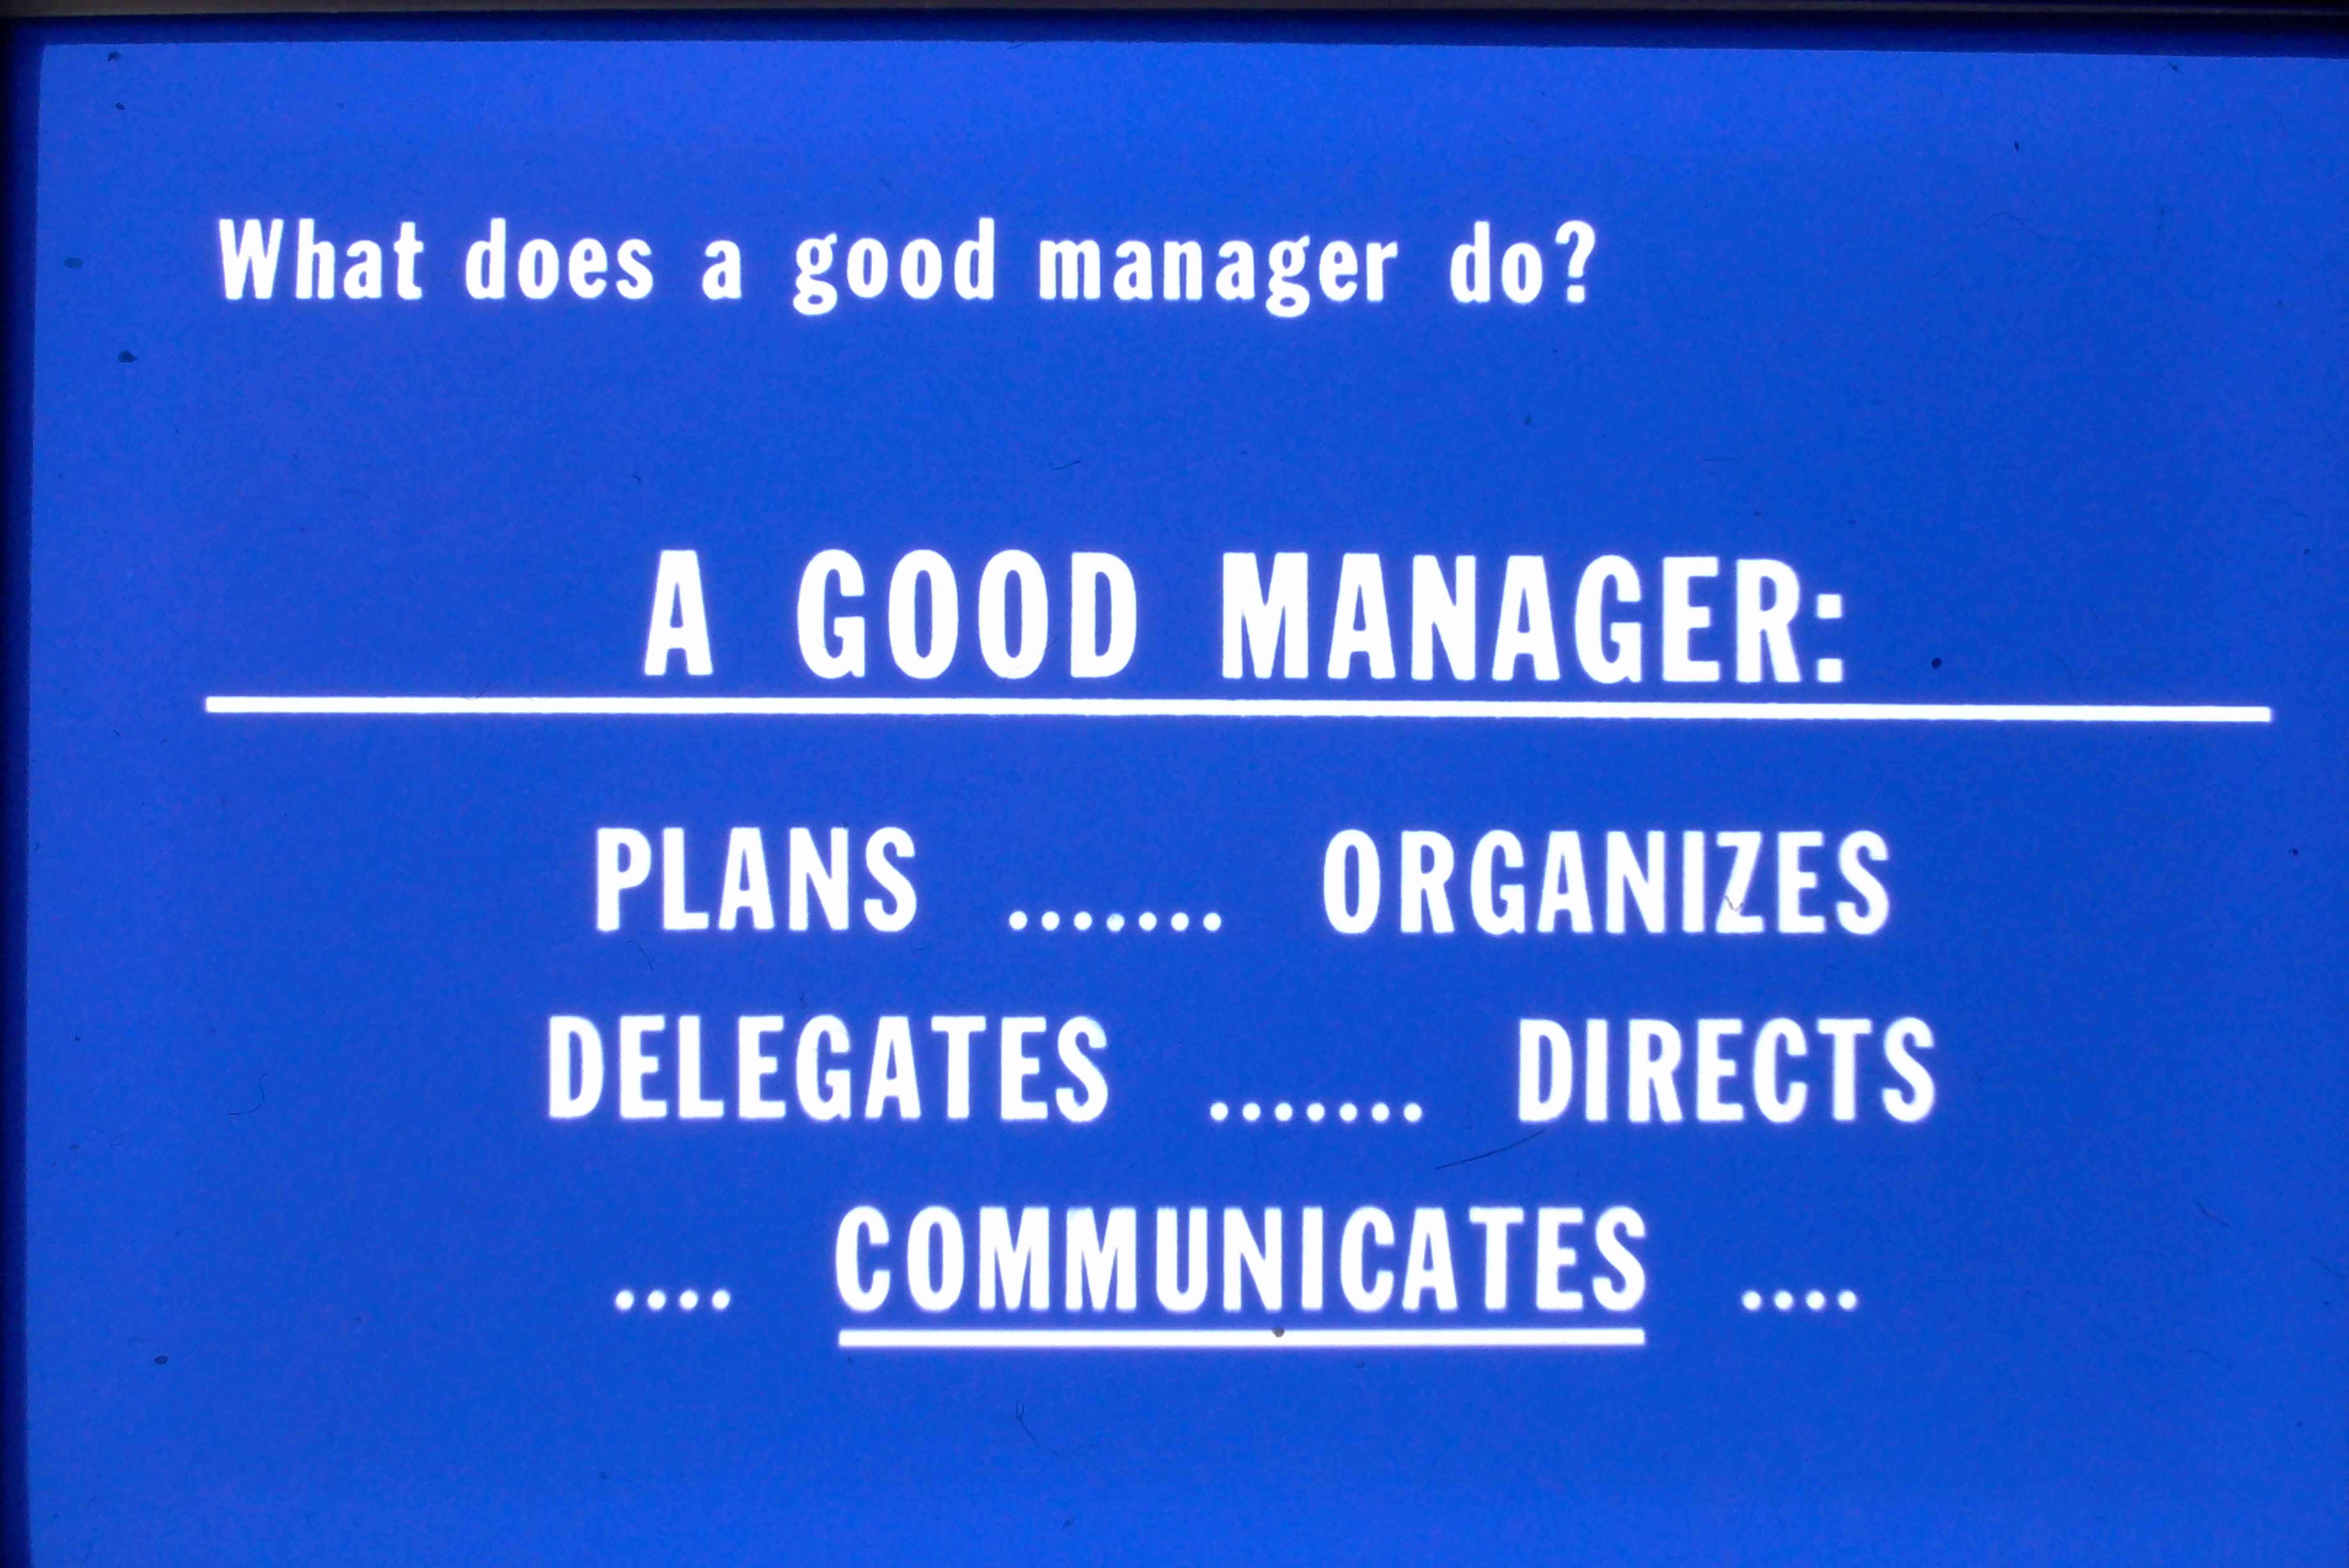 What does a good manager do?
A GOOD MANAGER:
PLANS ....... ORGANIZES
DELEGATES ....... DIRECTS
.... COMMUNICATES ....